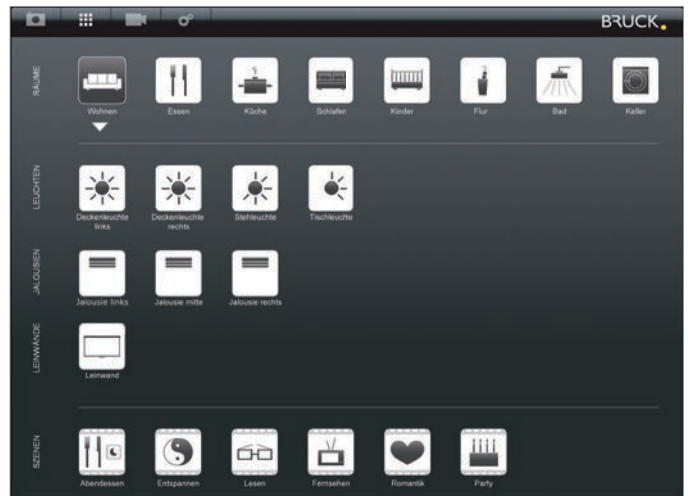 BRUCK.
RÄUME
Wohnen
Essen
Küche
Schlafen
Kinder
Flur
Bad
Keller
LEUCHTEN
Deckenleuchte
links
Deckenleuchte
rechts
Stehleuchte
Tischleuchte
JALOUSIEN
Jalousie links
Jalousie mitte
Jalousie rechts
LEINWÄNDE
Leinwand
SZENEN
Abendessen
Entspannen
Lesen
Fernsehen
Romantik
Party